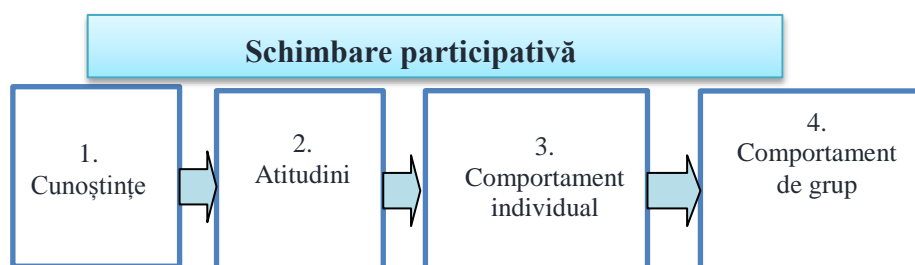 Schimbare participativă
1.
Cunoștințe
2.
Atitudini
3.
Comportament
individual
4.
Comportament
de grup